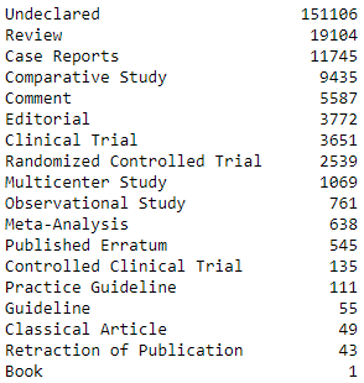 Undeclared 151106
Review 19104
Case Reports 11745
Comparative Study 9435
Comment 5587
Editorial 3772
Clinical Trial 3651
Randomized Controlled Trial 2539
Multicenter Study 1069
Observational Study 761
Meta-Analysis 638
Published Erratum 545
Controlled Clinical Trial 135
Practice Guideline 111
Guideline 55
Classical Article 49
Retraction of Publication 43
Book 1